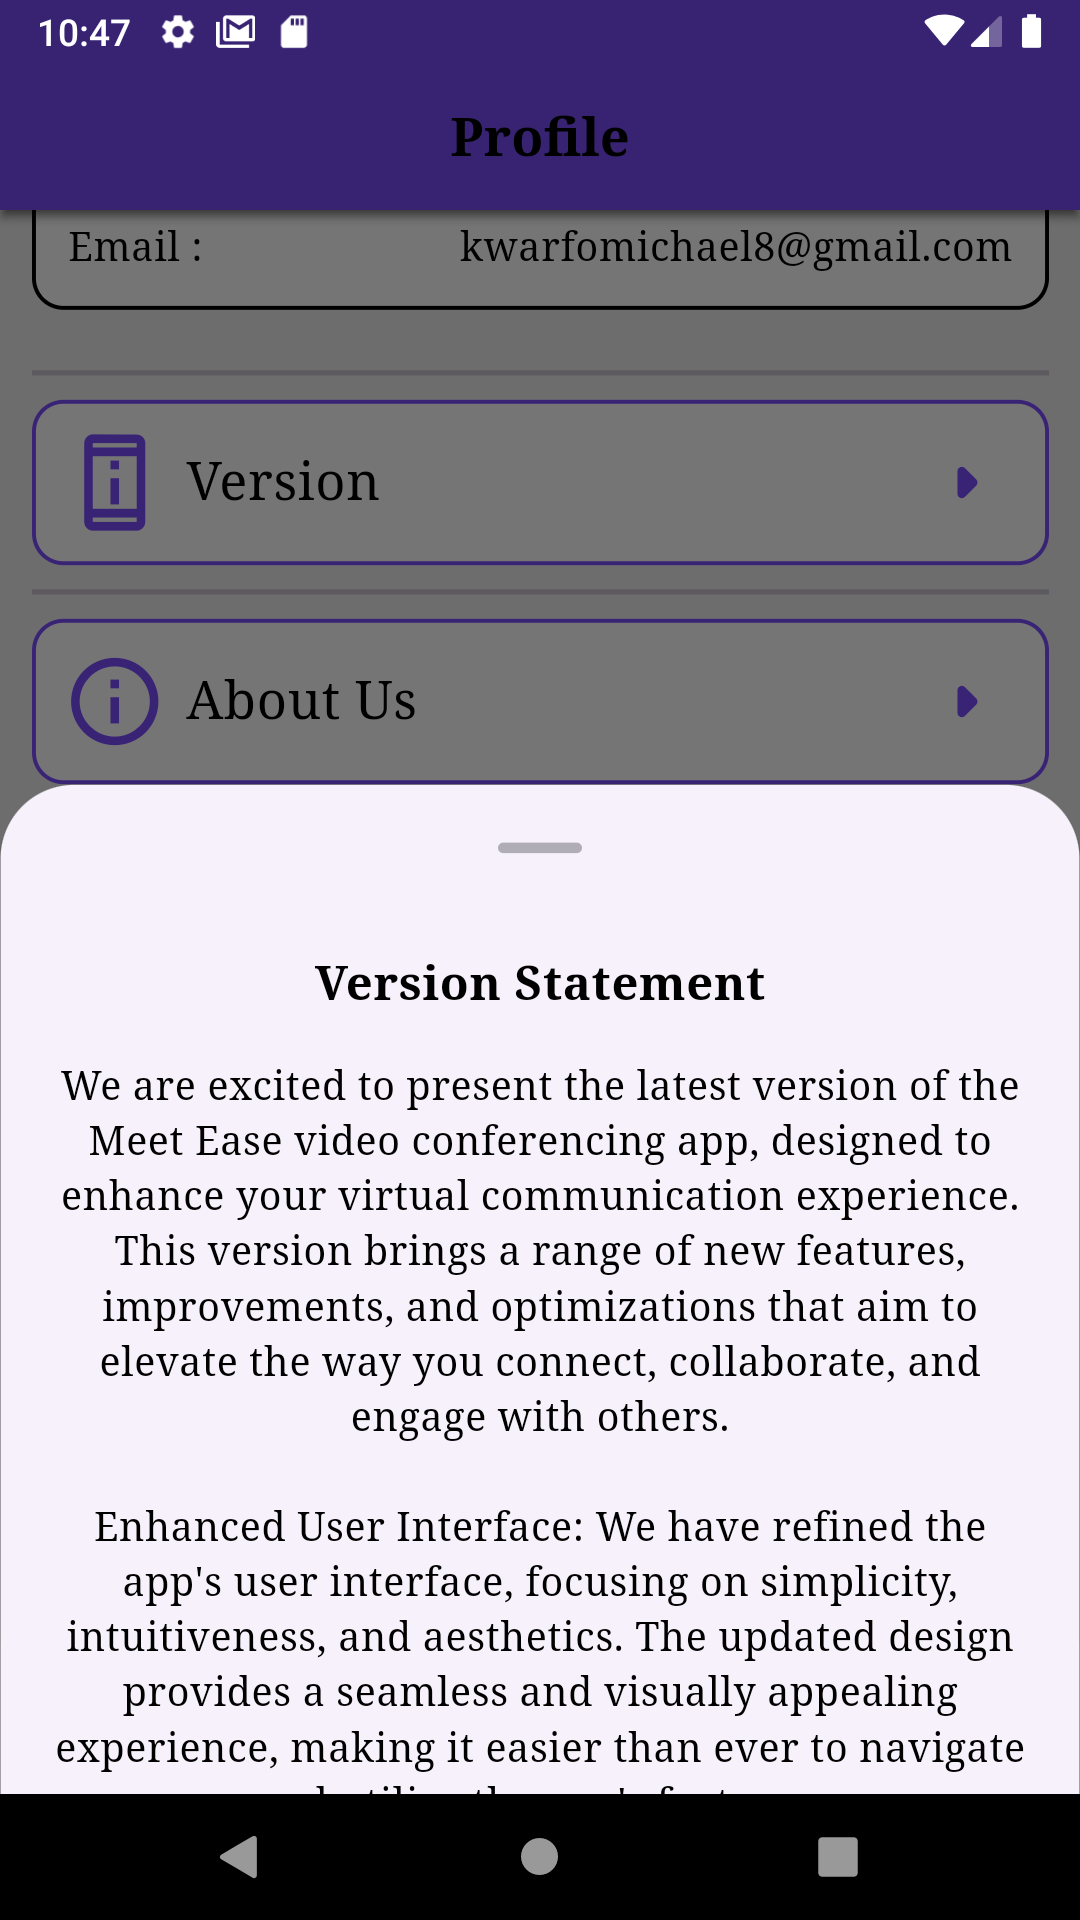 10:47
Profile
Email : kwarfomichael8@gmail.com
Version
About Us
Version Statement
We are excited to present the latest version of the
Meet Ease video conferencing app, designed to
enhance your virtual communication experience.
This version brings a range of new features,
improvements, and optimizations that aim to
elevate the way you connect, collaborate, and
engage with others.
Enhanced User Interface: We have refined the
app's user interface, focusing on simplicity,
intuitiveness, and aesthetics. The updated design
provides a seamless and visually appealing
experience, making it easier than ever to navigate